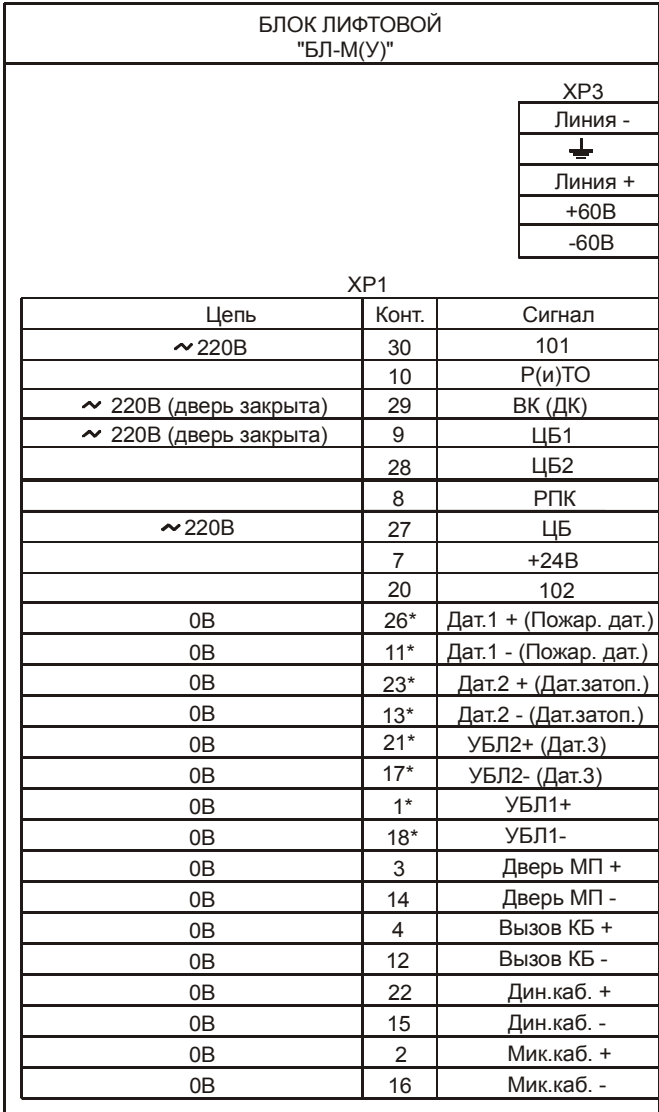 БЛОК ЛИФТОВОЙ
"БЛ-М(У)"
XP3
Линия -
Линия +
+60В
-60В
XP1
Цепь Конт. Сигнал
~ 220В 30 101
10 Р(и)ТО
~ 220В (дверь закрыта) 29 ВК (ДК)
~ 220В (дверь закрыта) 9 ЦБ1
28 ЦБ2
8 РПК
~ 220В 27 ЦБ
7 +24В
20 102
0В 26* Дат.1 + (Пожар. дат.)
0В 11* Дат.1 - (Пожар. дат.)
0В 23* Дат.2 + (Дат.затоп.)
0В 13* Дат.2 - (Дат.затоп.)
0В 21* УБЛ2+ (Дат.3)
0В 17* УБЛ2- (Дат.3)
0В 1* УБЛ1+
0В 18* УБЛ1-
0В 3 Дверь МП +
0В 14 Дверь МП -
0В 4 Вызов КБ +
0В 12 Вызов КБ -
0В 22 Дин.каб. +
0В 15 Дин.каб. -
0В 2 Мик.каб. +
0В 16 Мик.каб. -